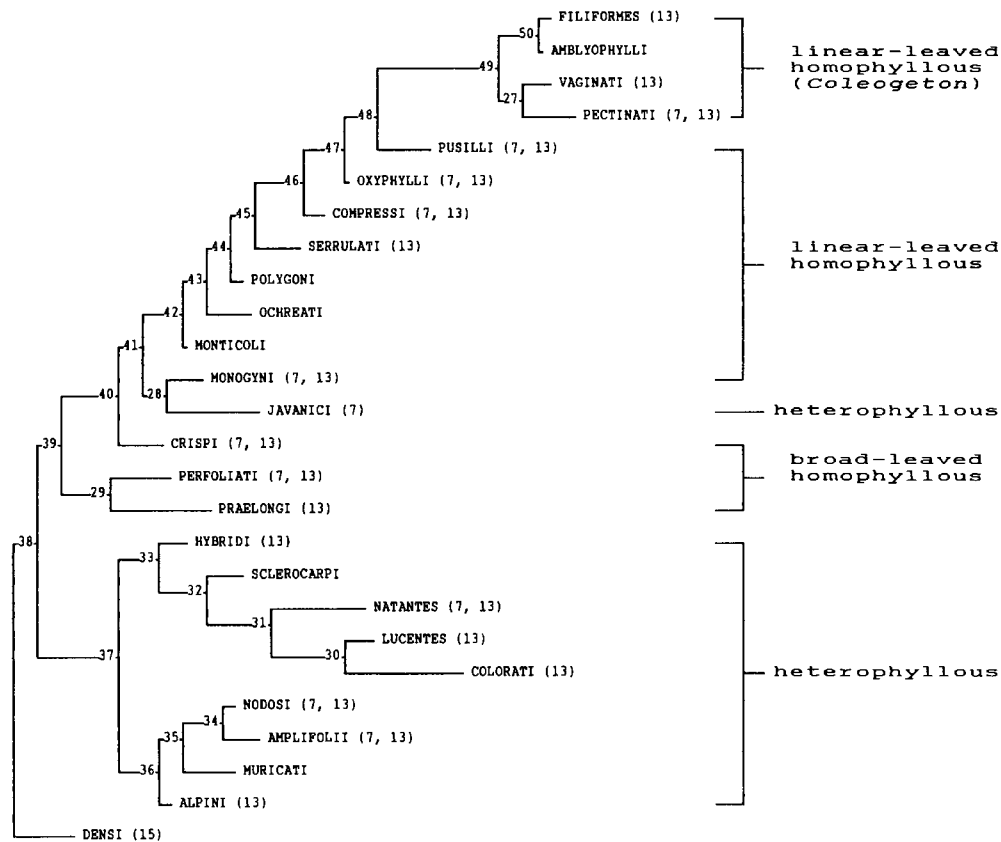 FILIFORMES (13)
50
AMBLYOPHYLLI
49
VAGINATI (13)
27
PECTINATI (7, 13)
linear-leaved
homophyllous
(Coleogeton)
48
PUSILLI (7, 13)
47
OXYPHYLLI (7, 13)
46
COMPRESSI (7, 13)
45
SERRULATI (13)
44
POLYGONI
43
OCHREATI
42
MONTICOLI
41
MONOGYNI (7, 13)
linear-leaved
homophyllous
40
28
JAVANICI (7)
heterophyllous
CRISPI (7, 13)
39
PERFOLIATI (7, 13)
29
PRAELONGI (13)
broad-leaved
homophyllous
38
HYBRIDI (13)
33
SCLEROCARPI
32
NATANTES (7, 13)
31
LUCENTES (13)
30
COLORATI (13)
37
NODOSI (7, 13)
34
AMPLIFOLII (7, 13)
35
MURICATI
36
ALPINI (13)
heterophyllous
DENSI (15)